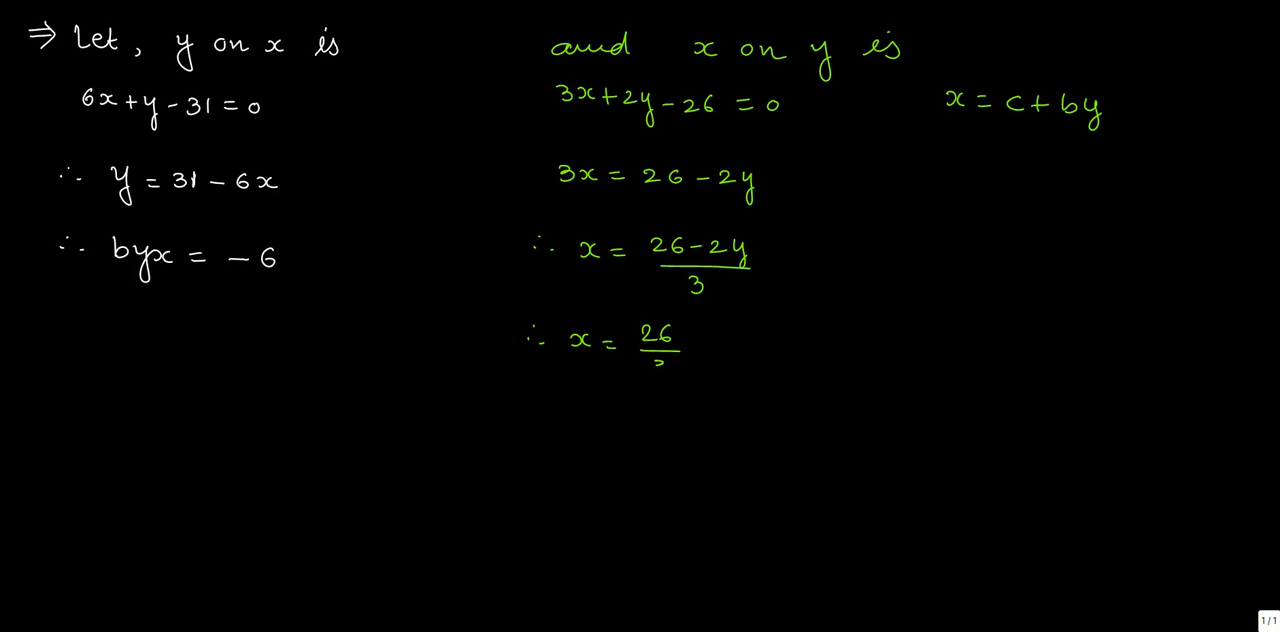 ⇒ Let, y on x is
6x + y - 31 = 0
∴ y = 31 - 6x
∴ byx = - 6
and x on y is
3x + 2y - 26 = 0
x = c + by
3x = 26 - 2y
∴ x = 26 - 2y
3
∴ x = 26
1/1